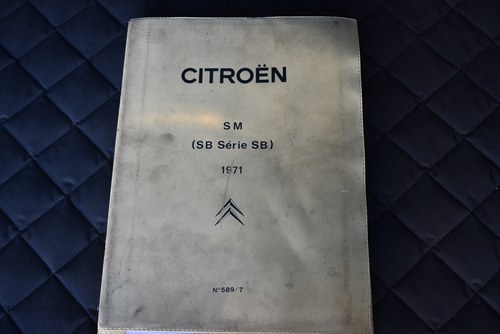 CITROËN
SM
(SB Série SB)
1971
N° 589/7